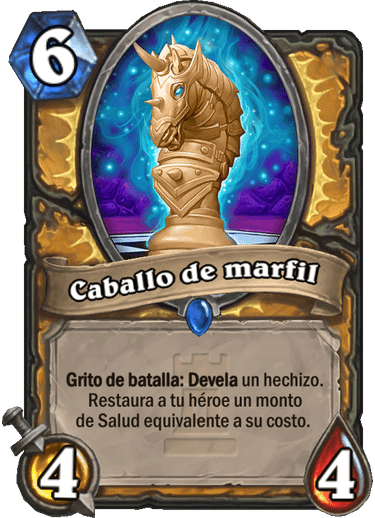 6
Caballo de marfil
Grito de batalla: Devela un hechizo.
Restaura a tu héroe un monto
de Salud equivalente a su costo.
4
4